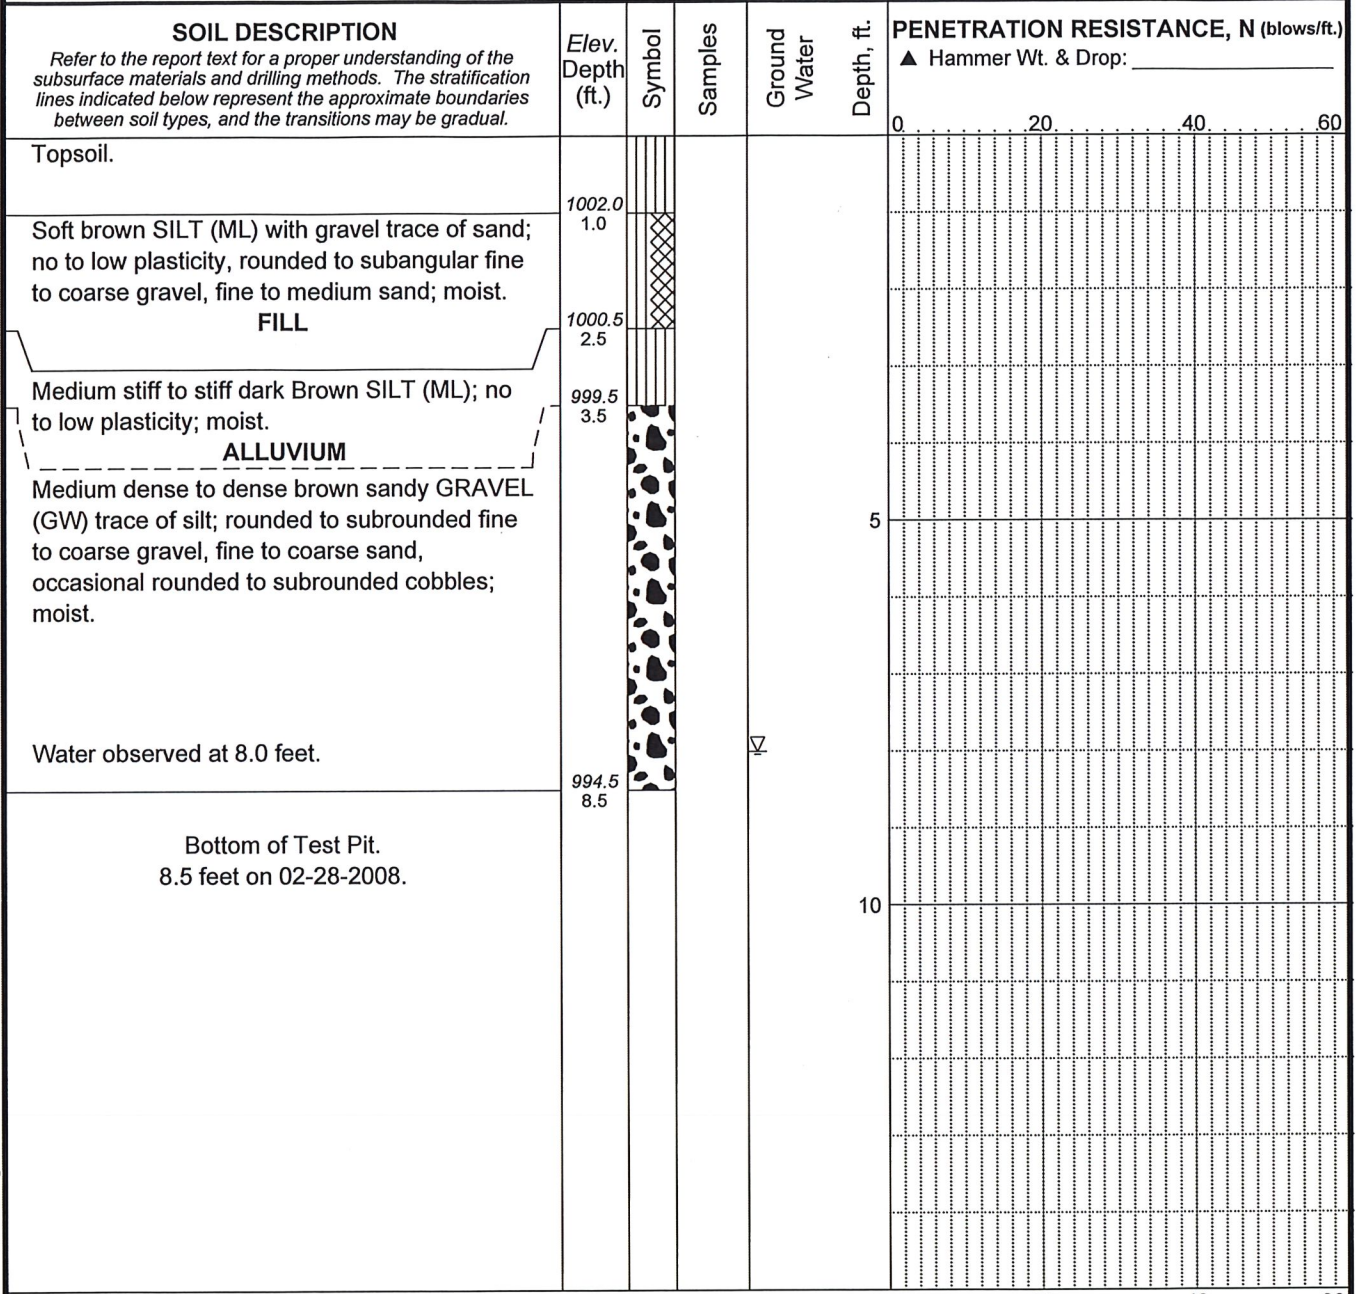 SOIL DESCRIPTION
Refer to the report text for a proper understanding of the
subsurface materials and drilling methods. The stratification
lines indicated below represent the approximate boundaries
between soil types, and the transitions may be gradual.
Elev.
Depth
(ft.)
Symbol
Samples
Ground
Water
Depth, ft.
PENETRATION RESISTANCE, N (blows/ft.)
▲ Hammer Wt. & Drop:
0 20 40 60
Topsoil.
1002.0
1.0
Soft brown SILT (ML) with gravel trace of sand;
no to low plasticity, rounded to subangular fine
to coarse gravel, fine to medium sand; moist.
FILL
1000.5
2.5
Medium stiff to stiff dark Brown SILT (ML); no
to low plasticity; moist.
ALLUVIUM
999.5
3.5
Medium dense to dense brown sandy GRAVEL
(GW) trace of silt; rounded to subrounded fine
to coarse gravel, fine to coarse sand,
occasional rounded to subrounded cobbles;
moist.
5
Water observed at 8.0 feet.
994.5
8.5
Bottom of Test Pit.
8.5 feet on 02-28-2008.
10